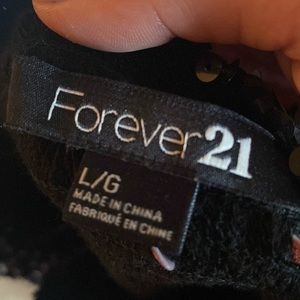 Forever21
L/G
MADE IN CHINA
FABRIQUÉ EN CHINE